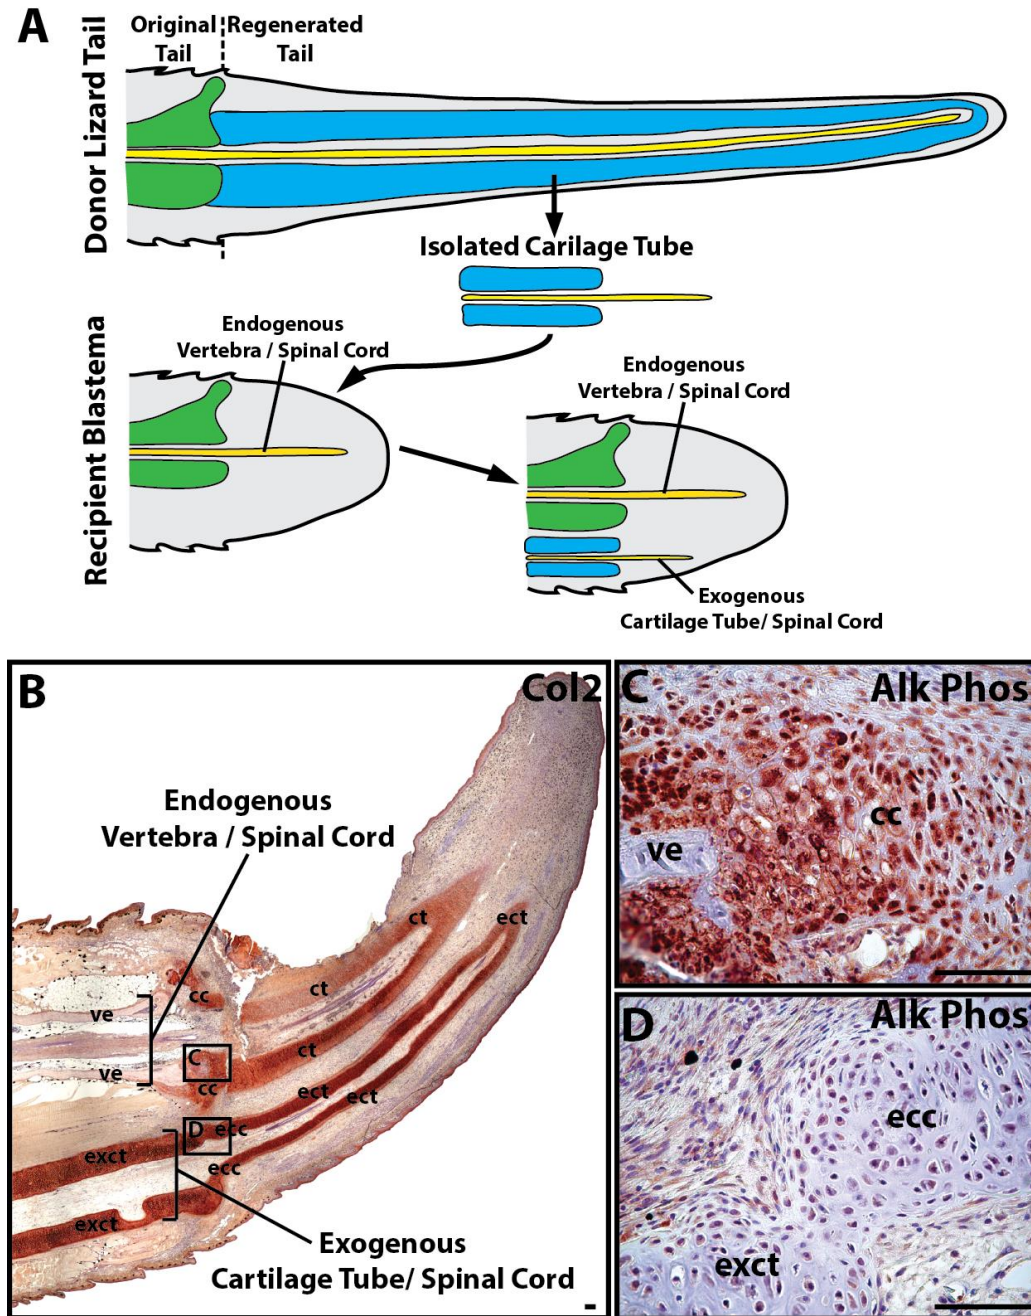 A
Original Tail
Regenerated Tail
Donor Lizard Tail
Isolated Carilage Tube
Recipient Blastema
Endogenous
Vertebra / Spinal Cord
Endogenous
Vertebra / Spinal Cord
Exogenous
Cartilage Tube/ Spinal Cord
B
Col2
Endogenous
Vertebra / Spinal Cord
ct
ect
cc
ct
ve
ct
C
ve
cc
ect
ect
D
ecc
exct
ecc
exct
Exogenous
Cartilage Tube/ Spinal Cord
C
Alk Phos
cc
ve
D
Alk Phos
ecc
exct